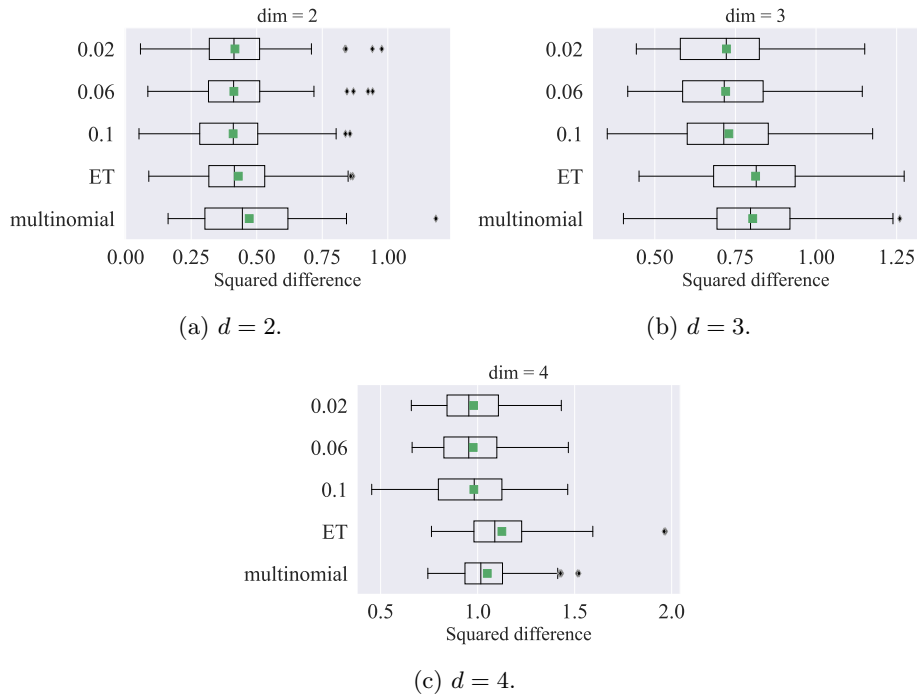 dim = 2
0.02
0.06
0.1
ET
multinomial
0.00 0.25 0.50 0.75 1.00
Squared difference
(a) d = 2.
dim = 3
0.02
0.06
0.1
ET
multinomial
0.50 0.75 1.00 1.25
Squared difference
(b) d = 3.
dim = 4
0.02
0.06
0.1
ET
multinomial
0.5 1.0 1.5 2.0
Squared difference
(c) d = 4.